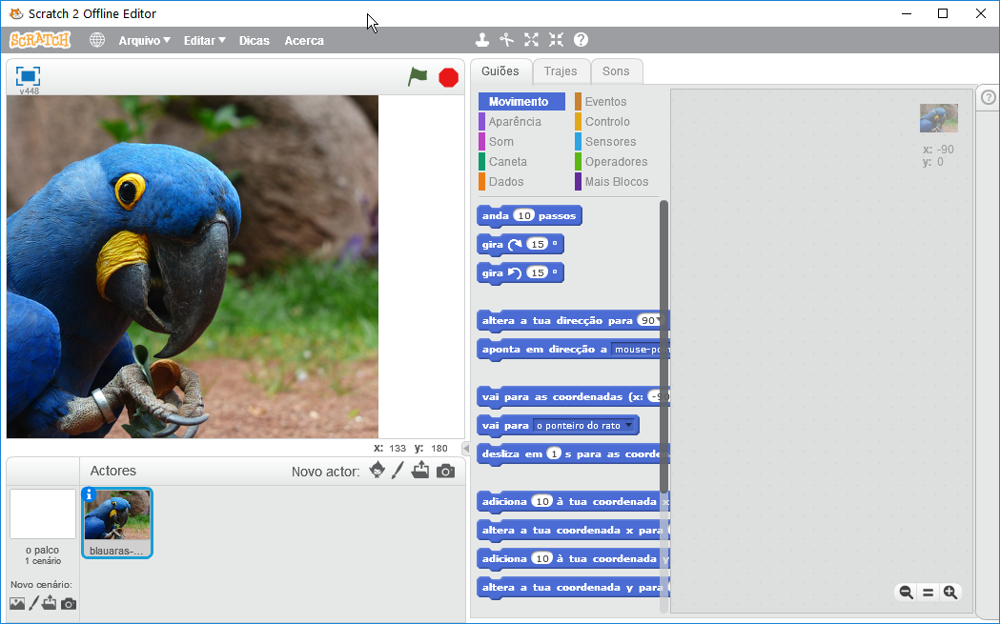 Scratch 2 Offline Editor
SCRATCH Arquivo Editar Dicas Acerca
v448
Guiões Trajes Sons
Movimento Eventos
Aparência Controlo
Som Sensores
Caneta Operadores
Dados Mais Blocos
x: -90
y: 0
anda 10 passos
gira 15 º
gira 15 º
altera a tua direcção para 90
aponta em direcção a mouse-po
vai para as coordenadas (x: -90
vai para o ponteiro do rato
desliza em 1 s para as coorde
adiciona 10 à tua coordenada x
altera a tua coordenada x para
adiciona 10 à tua coordenada y
altera a tua coordenada y para
x: 133 y: 180
Actores Novo actor:
o palco
1 cenário
blauaras-...
Novo cenário: